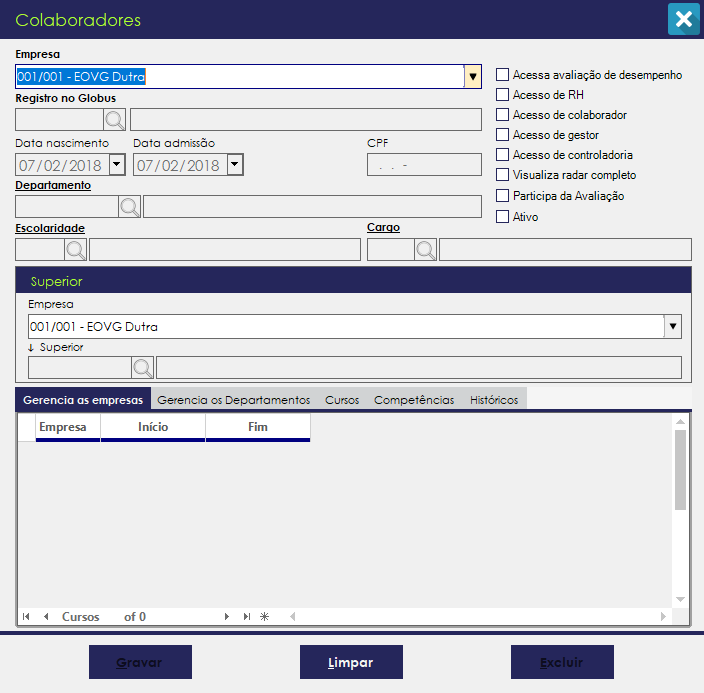 Colaboradores
Empresa
001/001 - EOVG Dutra
Registro no Globus
Data nascimento Data admissão CPF
07/02/2018 07/02/2018 . . -
Departamento
Escolaridade Cargo
Acessa avaliação de desempenho
Acesso de RH
Acesso de colaborador
Acesso de gestor
Acesso de controladoria
Visualiza radar completo
Participa da Avaliação
Ativo
Superior
Empresa
001/001 - EOVG Dutra
↓ Superior
Gerencia as empresas Gerencia os Departamentos Cursos Competências Históricos
Empresa Início Fim
Cursos of 0
Gravar Limpar Excluir